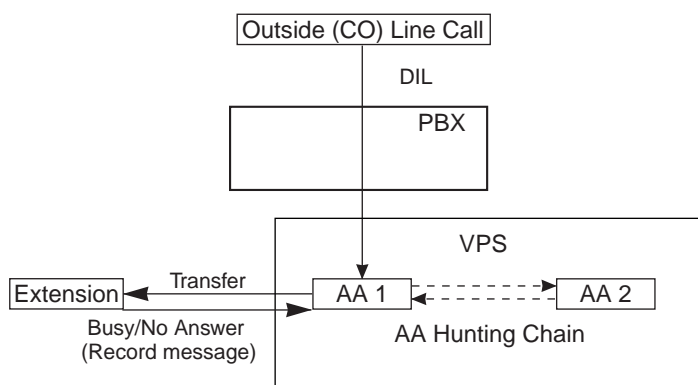 Outside (CO) Line Call
DIL
PBX
VPS
Transfer
Extension
AA 1
AA 2
Busy/No Answer
(Record message)
AA Hunting Chain